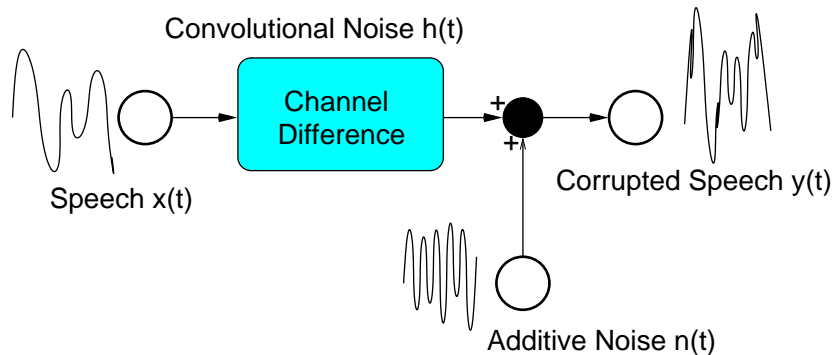 Convolutional Noise h(t)
Channel
Difference
+
+
Speech x(t)
Corrupted Speech y(t)
Additive Noise n(t)